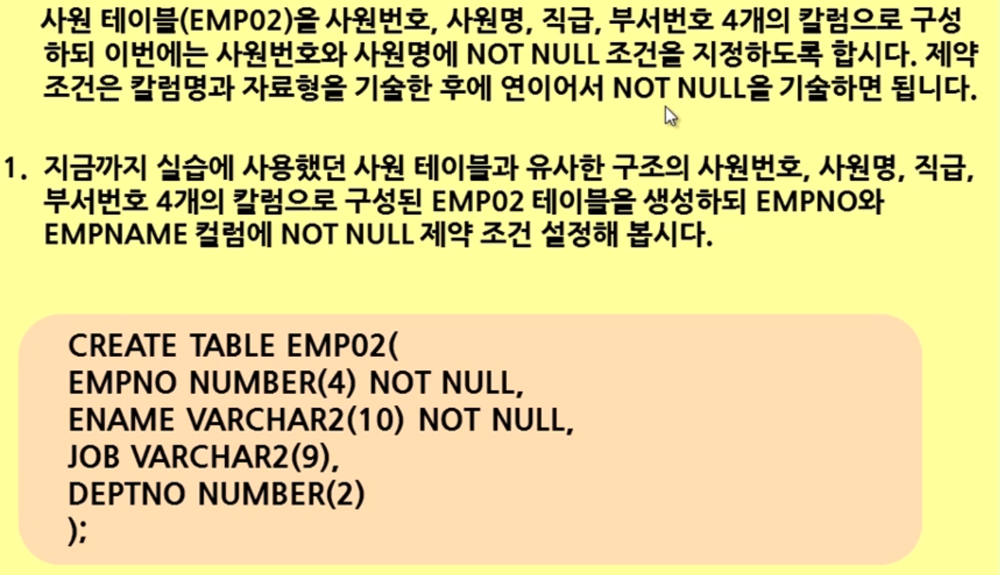 사원 테이블(EMP02)을 사원번호, 사원명, 직급, 부서번호 4개의 칼럼으로 구성
하되 이번에는 사원번호와 사원명에 NOT NULL 조건을 지정하도록 합시다. 제약
조건은 칼럼명과 자료형을 기술한 후에 연이어서 NOT NULL을 기술하면 됩니다.
1. 지금까지 실습에 사용했던 사원 테이블과 유사한 구조의 사원번호, 사원명, 직급,
부서번호 4개의 칼럼으로 구성된 EMP02 테이블을 생성하되 EMPNO와
EMPNAME 컬럼에 NOT NULL 제약 조건 설정해 봅시다.
CREATE TABLE EMP02(
EMPNO NUMBER(4) NOT NULL,
ENAME VARCHAR2(10) NOT NULL,
JOB VARCHAR2(9),
DEPTNO NUMBER(2)
);